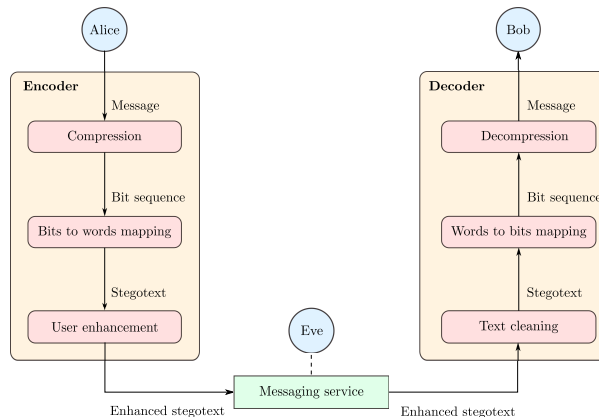 Alice
Bob
Encoder
Decoder
Message
Message
Compression
Decompression
Bit sequence
Bit sequence
Bits to words mapping
Words to bits mapping
Stegotext
Stegotext
User enhancement
Text cleaning
Eve
Messaging service
Enhanced stegotext
Enhanced stegotext